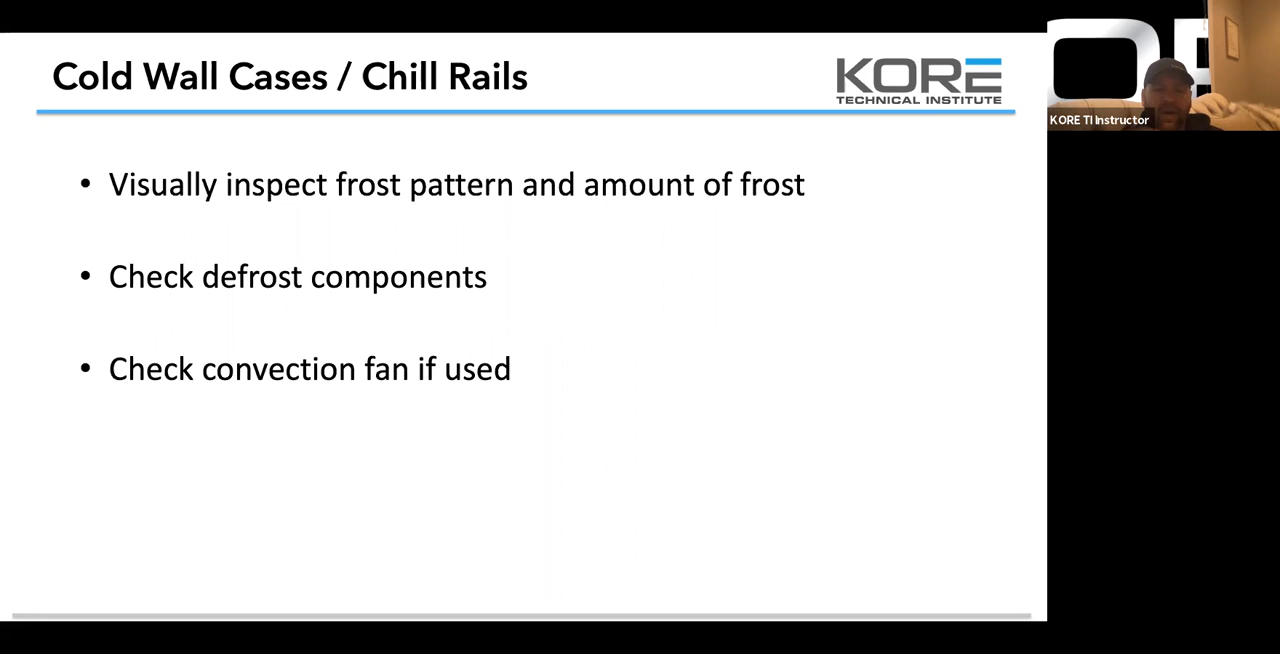 Cold Wall Cases / Chill Rails
KORE
TECHNICAL INSTITUTE
KORE TI Instructor
• Visually inspect frost pattern and amount of frost
• Check defrost components
• Check convection fan if used